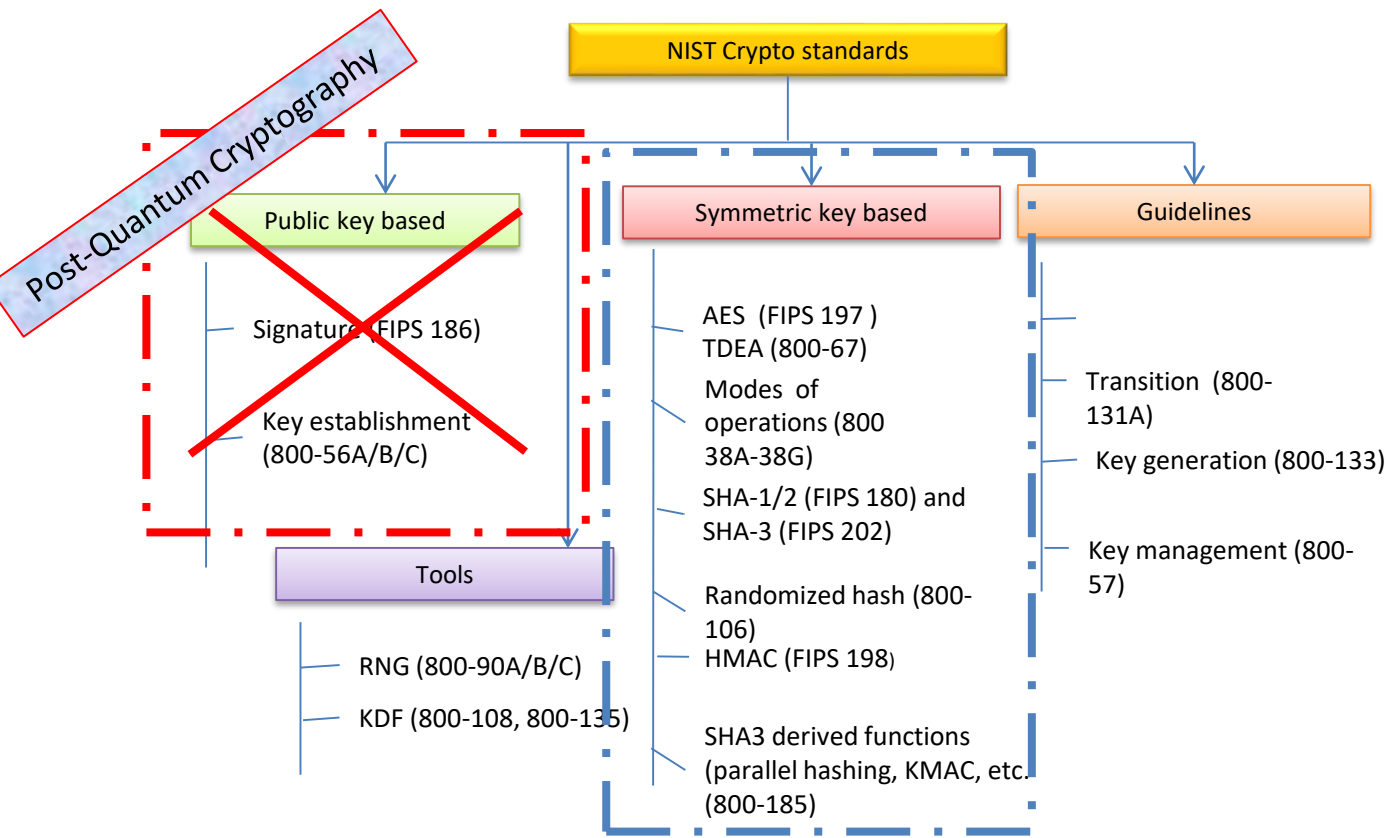 NIST Crypto standards
Post-Quantum Cryptography
Public key based
Signature (FIPS 186)
Key establishment
(800-56A/B/C)
Tools
RNG (800-90A/B/C)
KDF (800-108, 800-135)
Symmetric key based
AES (FIPS 197 )
TDEA (800-67)
Modes of
operations (800
38A-38G)
SHA-1/2 (FIPS 180) and
SHA-3 (FIPS 202)
Randomized hash (800-
106)
HMAC (FIPS 198)
SHA3 derived functions
(parallel hashing, KMAC, etc.
(800-185)
Guidelines
Transition (800-
131A)
Key generation (800-133)
Key management (800-
57)